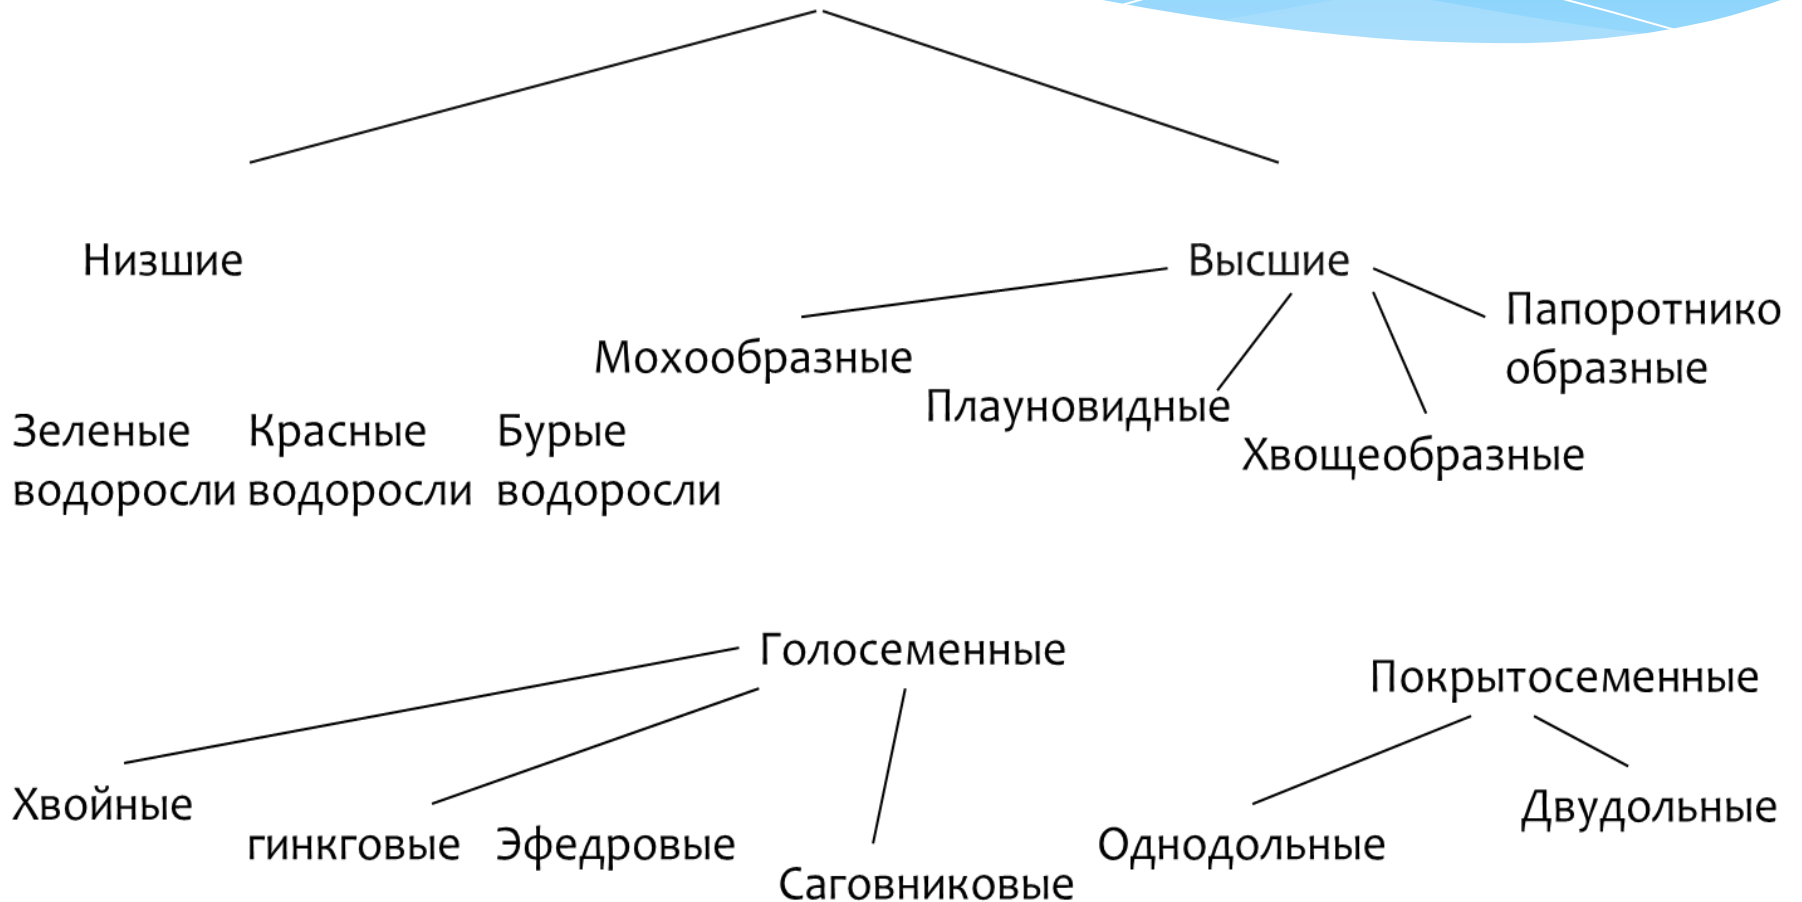 Низшие
Высшие
Папоротнико
образные
Мохообразные
Плауновидные
Хвощеобразные
Зеленые
водоросли
Красные
водоросли
Бурые
водоросли
Голосеменные
Покрытосеменные
Хвойные
гинкговые
Эфедровые
Саговниковые
Однодольные
Двудольные